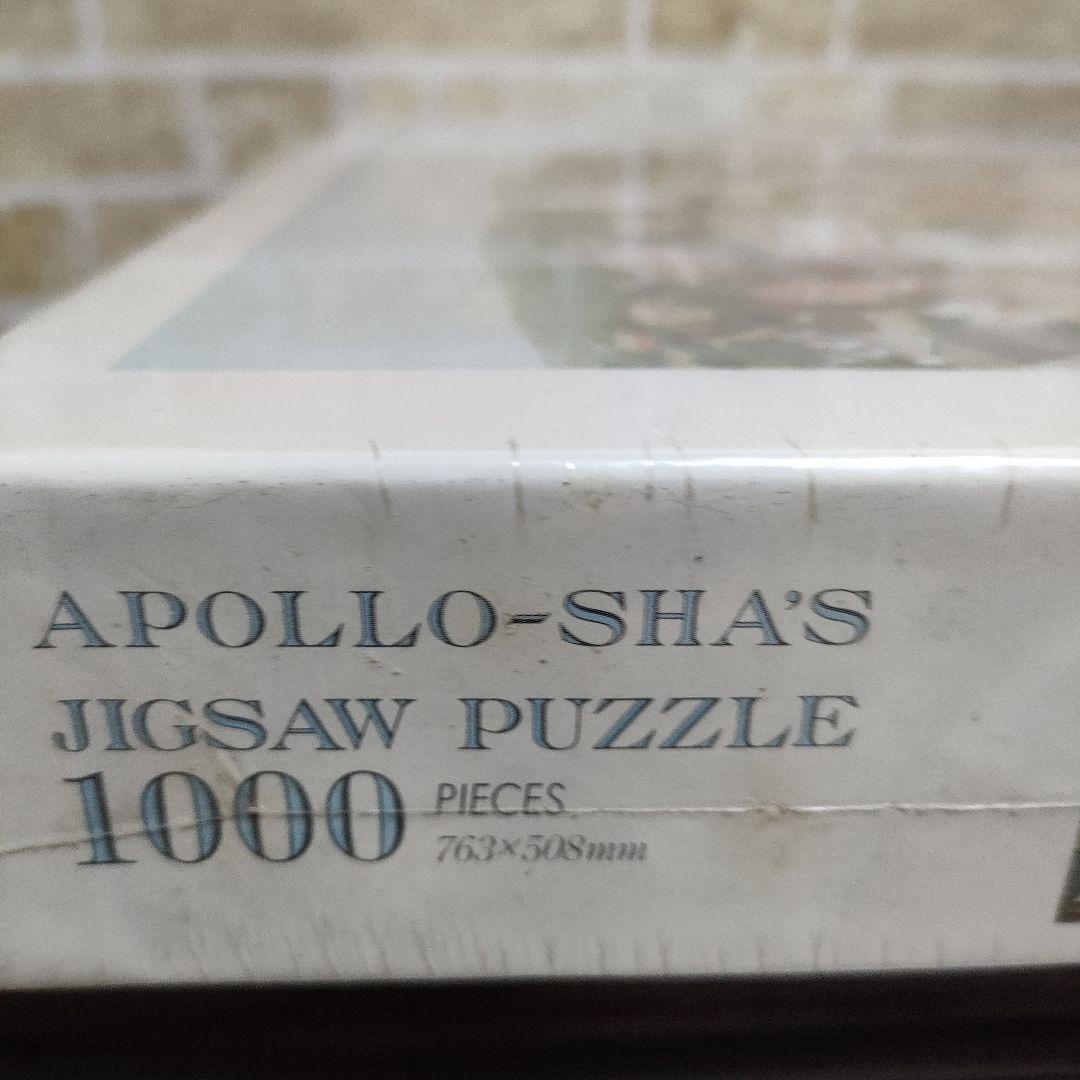 APOLLO-SHA'S
JIGSAW PUZZLE
1000 PIECES
763×508mm